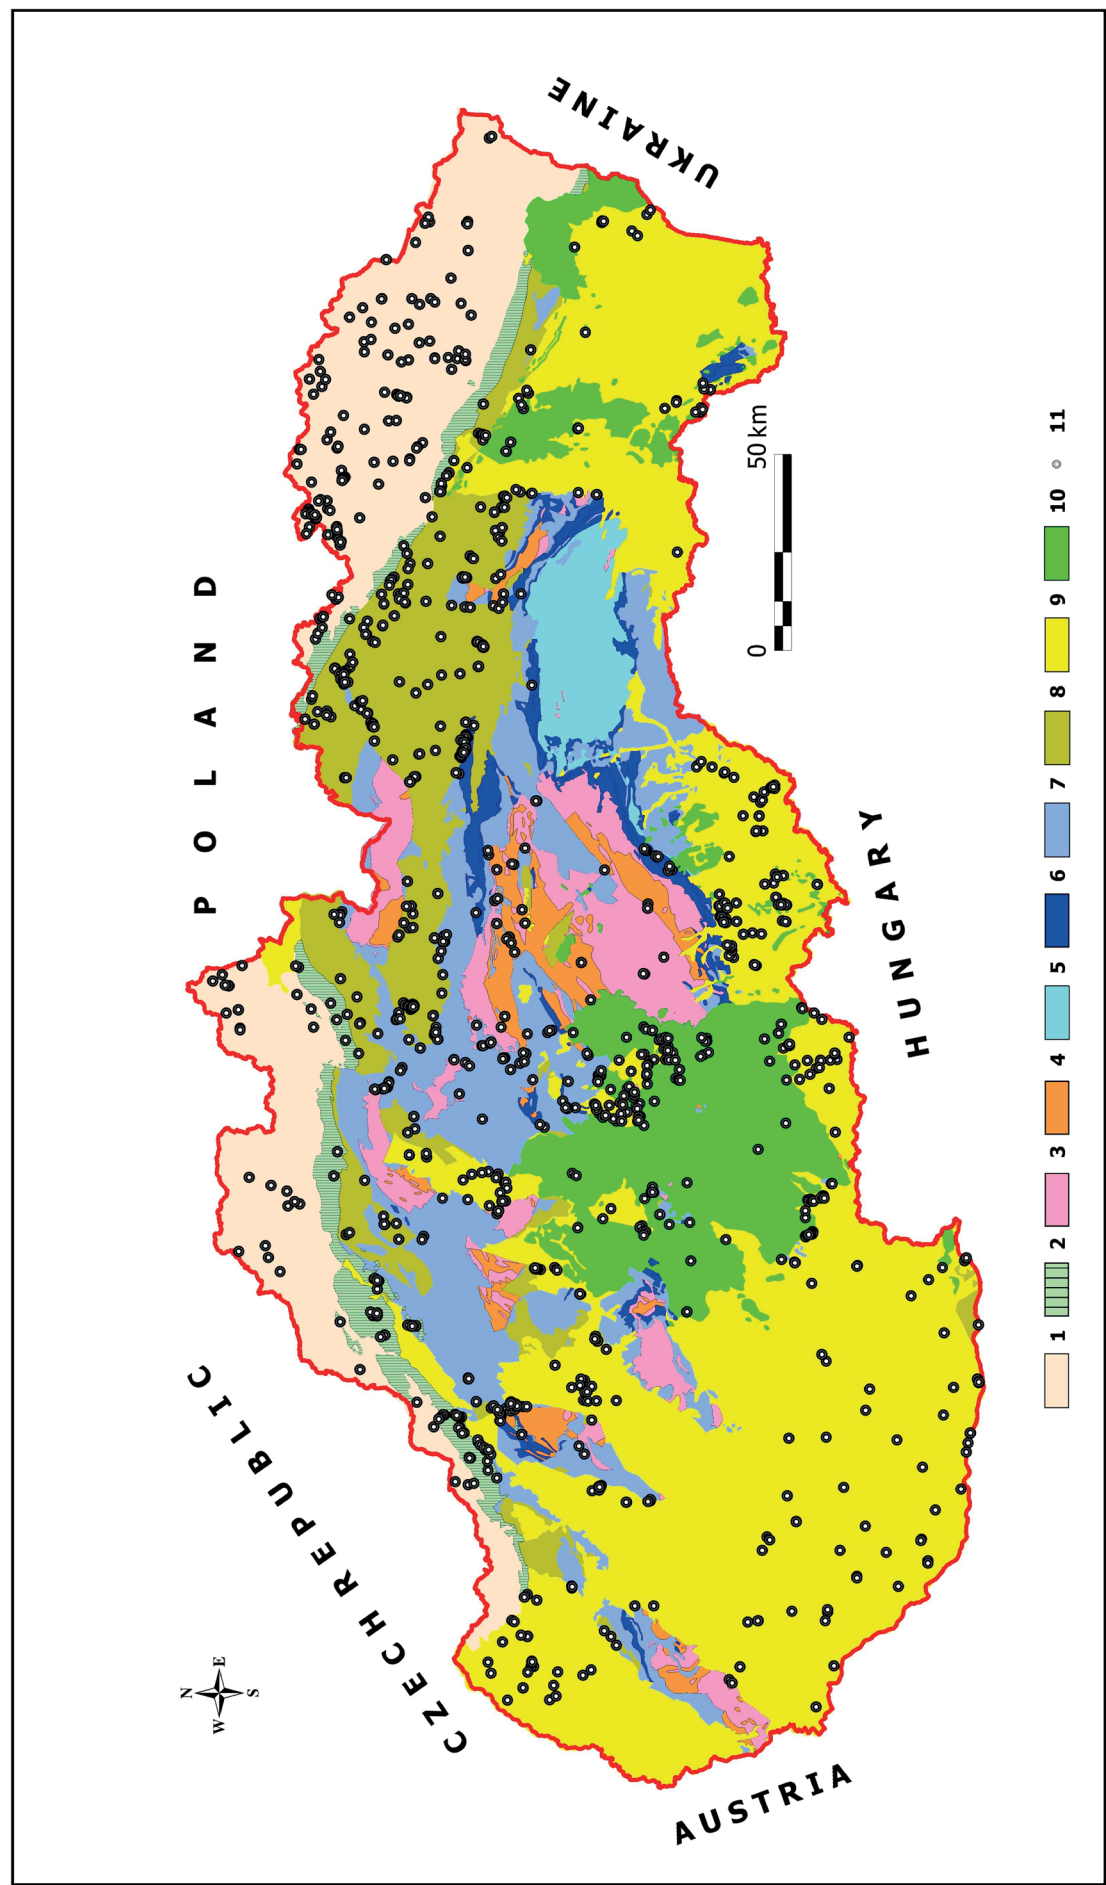 POLAND
UKRAINE
CZECH REPUBLIC
HUNGARY
AUSTRIA
N
W E
S
0 50 km
1 2 3 4 5 6 7 8 9 10 11